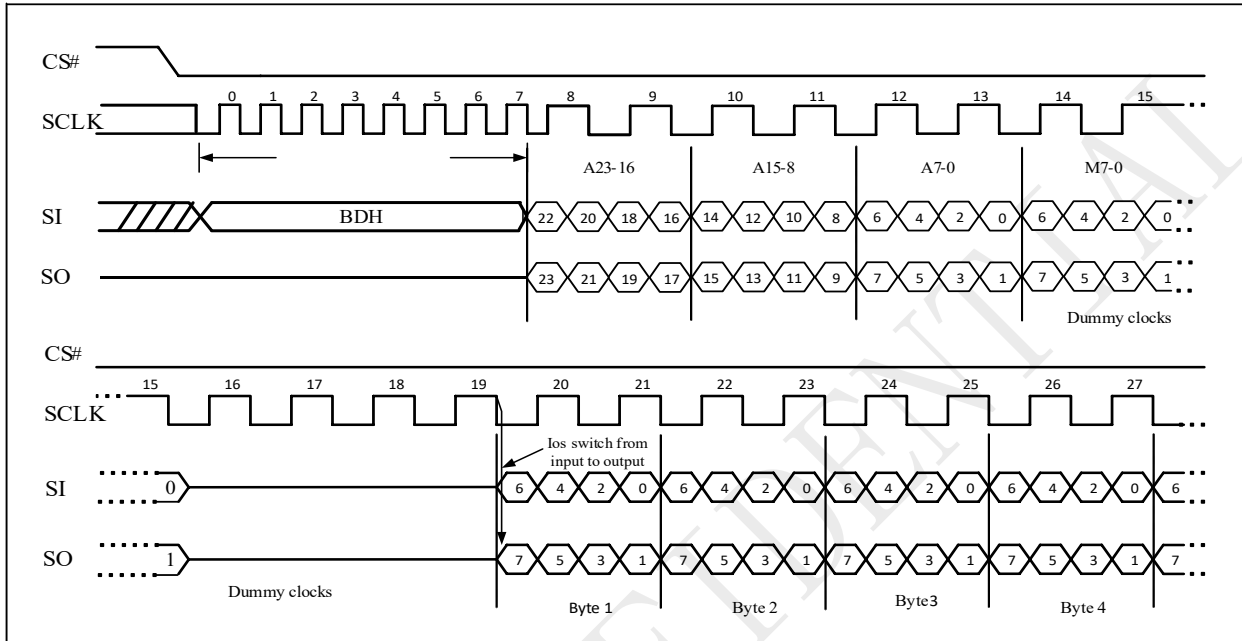 CS#
0 1 2 3 4 5 6 7 8 9 10 11 12 13 14 15
SCLK
A23-16 A15-8 A7-0 M7-0
SI BDH 22 20 18 16 14 12 10 8 6 4 2 0 6 4 2 0
SO 23 21 19 17 15 13 11 9 7 5 3 1 7 5 3 1
Dummy clocks
CS#
15 16 17 18 19 20 21 22 23 24 25 26 27
SCLK
Ios switch from
input to output
SI 0 6 4 2 0 6 4 2 0 6 4 2 0 6 4 2 0 6
SO 1 7 5 3 1 7 5 3 1 7 5 3 1 7 5 3 1 7
Dummy clocks
Byte 1 Byte 2 Byte3 Byte 4